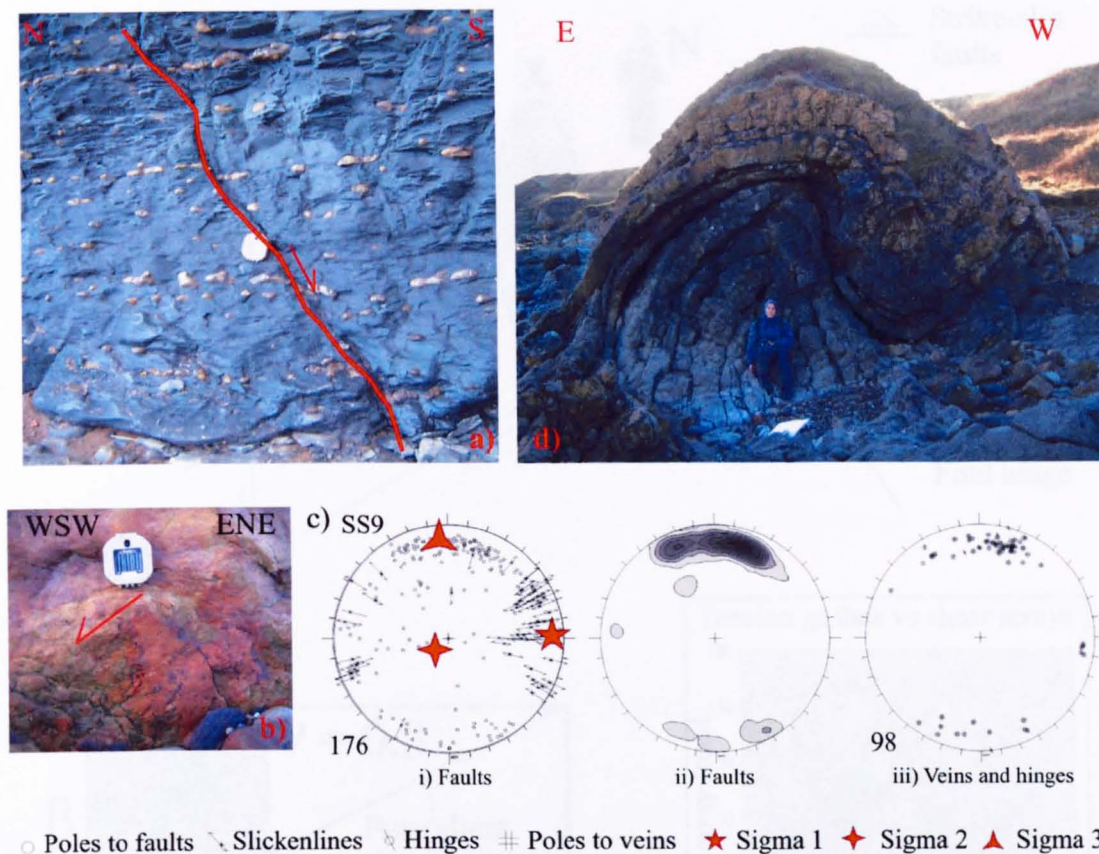 N S
a)
E W
d)
WSW ENE
b)
c) SS9
176
i) Faults
ii) Faults
98
iii) Veins and hinges
Poles to faults Slickenlines Hinges Poles to veins Sigma 1 Sigma 2 Sigma 3